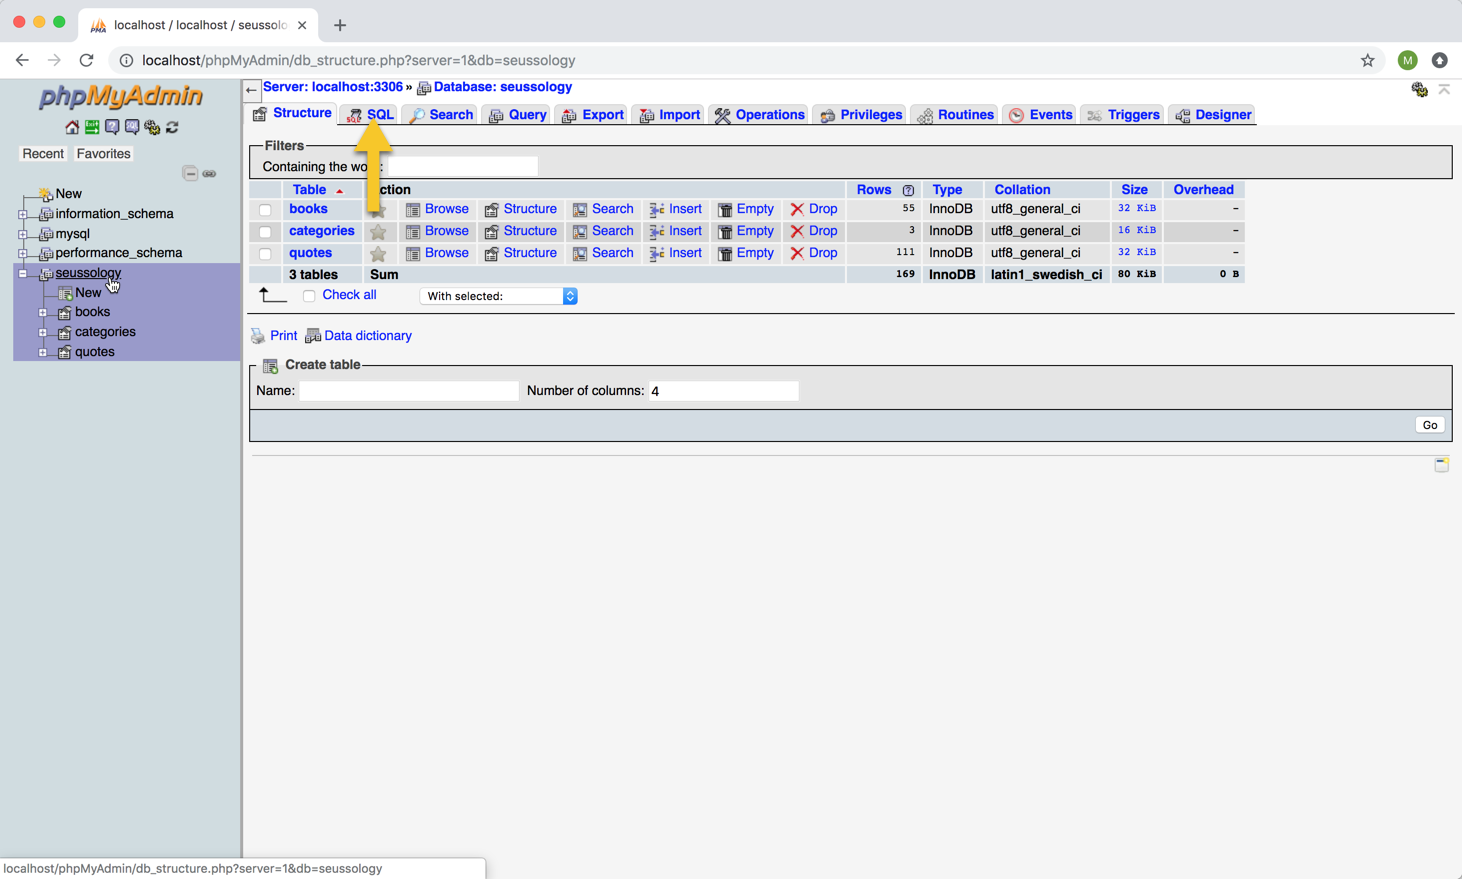 localhost / localhost / seussolo
localhost/phpMyAdmin/db_structure.php?server=1&db=seussology
M
phpMyAdmin
Recent Favorites
New
information_schema
mysql
performance_schema
seussology
New
books
categories
quotes
Server: localhost:3306 » Database: seussology
Structure SQL Search Query Export Import Operations Privileges Routines Events Triggers Designer
Filters
Containing the wo :
Table ction Rows Type Collation Size Overhead
books Browse Structure Search Insert Empty Drop 55 InnoDB utf8_general_ci 32 KiB -
categories Browse Structure Search Insert Empty Drop 3 InnoDB utf8_general_ci 16 KiB -
quotes Browse Structure Search Insert Empty Drop 111 InnoDB utf8_general_ci 32 KiB -
3 tables Sum 169 InnoDB latin1_swedish_ci 80 KiB 0 B
Check all With selected:
Print Data dictionary
Create table
Name: Number of columns: 4
Go
localhost/phpMyAdmin/db_structure.php?server=1&db=seussology